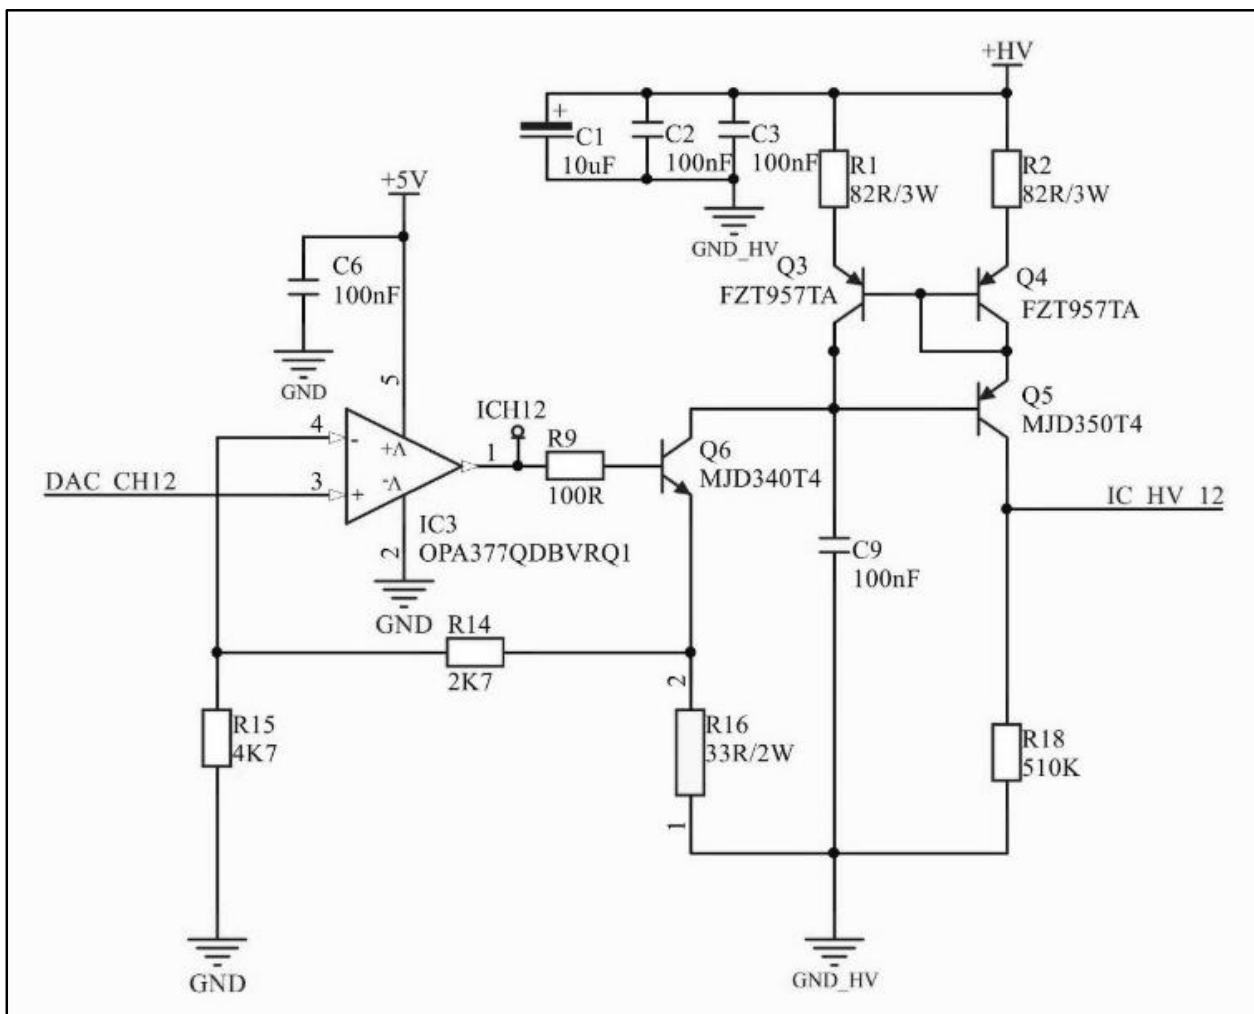 +HV
C1
10uF
C2
100nF
C3
100nF
R1
82R/3W
R2
82R/3W
+5V
GND_HV
C6
100nF
Q3
FZT957TA
Q4
FZT957TA
GND
5
ICH12
Q5
MJD350T4
4
-
V+
1
R9
100R
Q6
MJD340T4
DAC_CH12
3
+
V-
IC_HV_12
2
IC3
OPA377QDBVRQ1
C9
100nF
GND
R14
2K7
2
R15
4K7
R16
33R/2W
R18
510K
1
GND
GND_HV